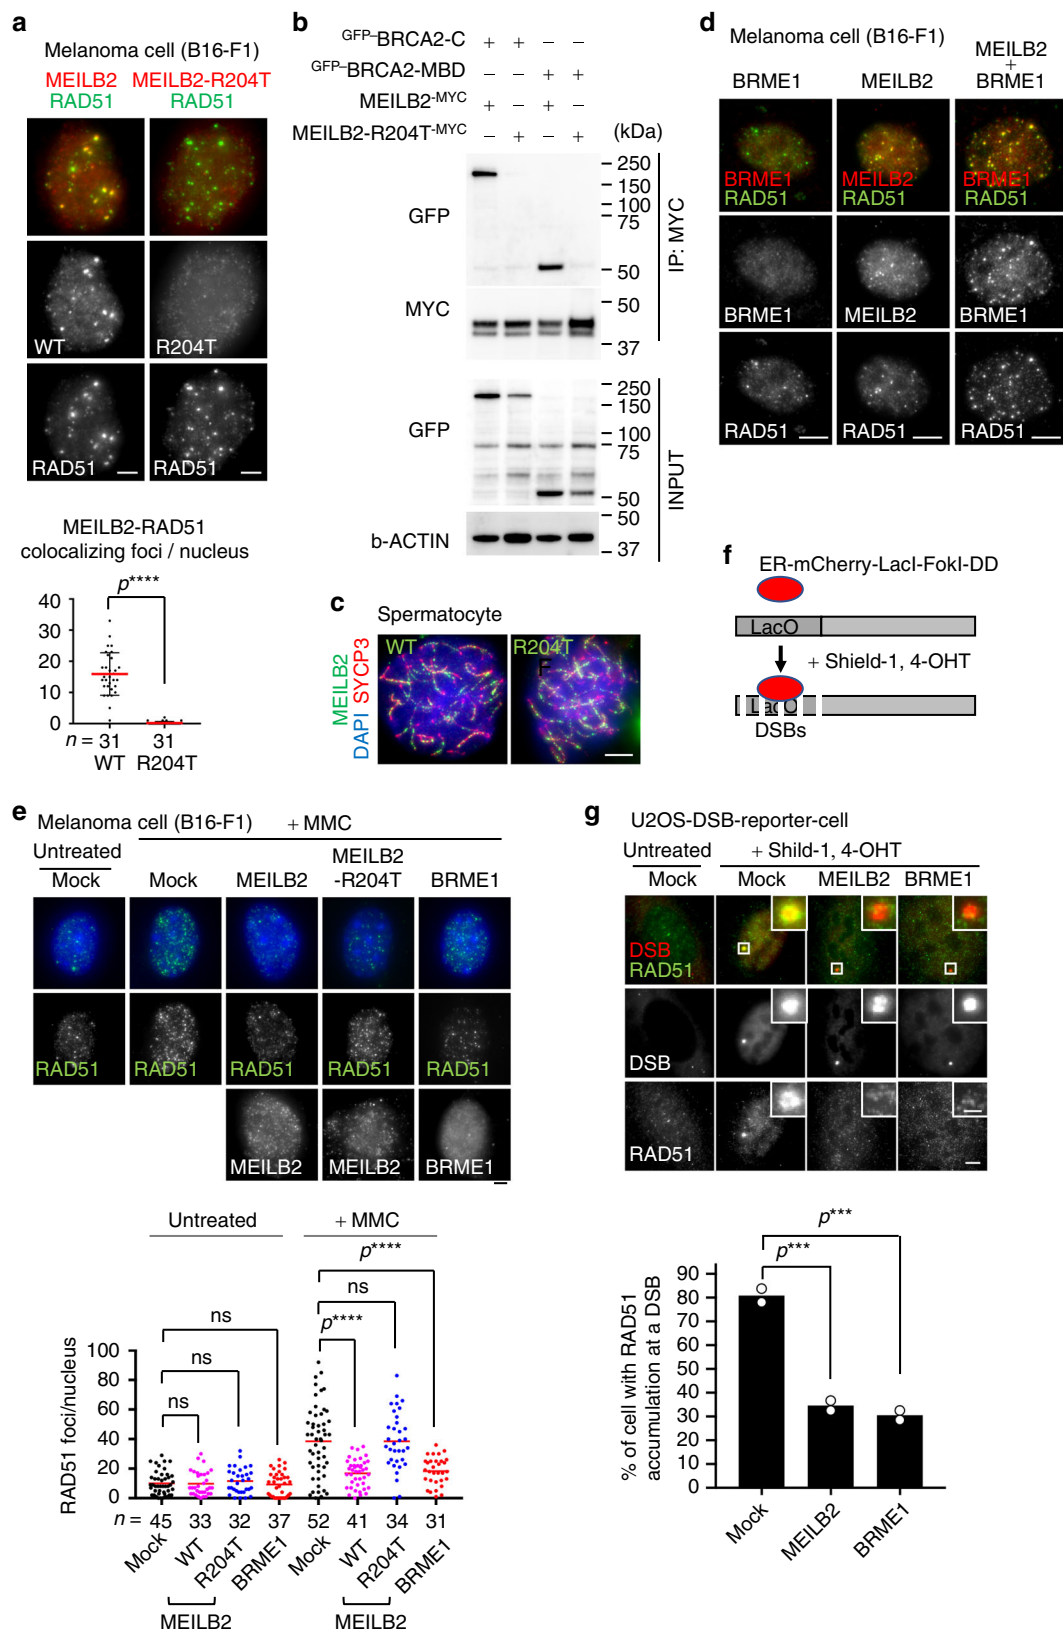 a
Melanoma cell (B16-F1)
MEILB2 MEILB2-R204T
RAD51 RAD51
WT R204T
RAD51 RAD51
MEILB2-RAD51
colocalizing foci / nucleus
p****
40
30
20
10
0
n = 31 31
WT R204T
b
GFP–BRCA2-C + + – –
GFP–BRCA2-MBD – – + +
MEILB2-MYC + – + –
MEILB2-R204T-MYC – + – +
(kDa)
GFP
250
150
100
75
50
MYC
50
37
IP: MYC
GFP
250
150
100
75
50
b-ACTIN
50
37
INPUT
c
Spermatocyte
MEILB2
DAPI SYCP3
WT R204T
F
d
Melanoma cell (B16-F1)
BRME1 MEILB2 MEILB2
+
BRME1
BRME1 MEILB2 BRME1
RAD51 RAD51 RAD51
BRME1 MEILB2 BRME1
RAD51 RAD51 RAD51
f
ER-mCherry-LacI-FokI-DD
LacO
+ Shield-1, 4-OHT
LacO
DSBs
e
Melanoma cell (B16-F1) + MMC
Untreated
Mock Mock MEILB2 MEILB2
-R204T BRME1
RAD51 RAD51 RAD51 RAD51 RAD51
MEILB2 MEILB2 BRME1
Untreated + MMC
p****
ns
p****
ns
ns
ns
RAD51 foci/nucleus
100
80
60
40
20
0
n = 45 33 32 37 52 41 34 31
Mock WT R204T BRME1 Mock WT R204T BRME1
MEILB2 MEILB2
g
U2OS-DSB-reporter-cell
Untreated + Shild-1, 4-OHT
Mock Mock MEILB2 BRME1
DSB
RAD51
DSB
RAD51
p***
p***
% of cell with RAD51
accumulation at a DSB
90
80
70
60
50
40
30
20
10
0
Mock MEILB2 BRME1